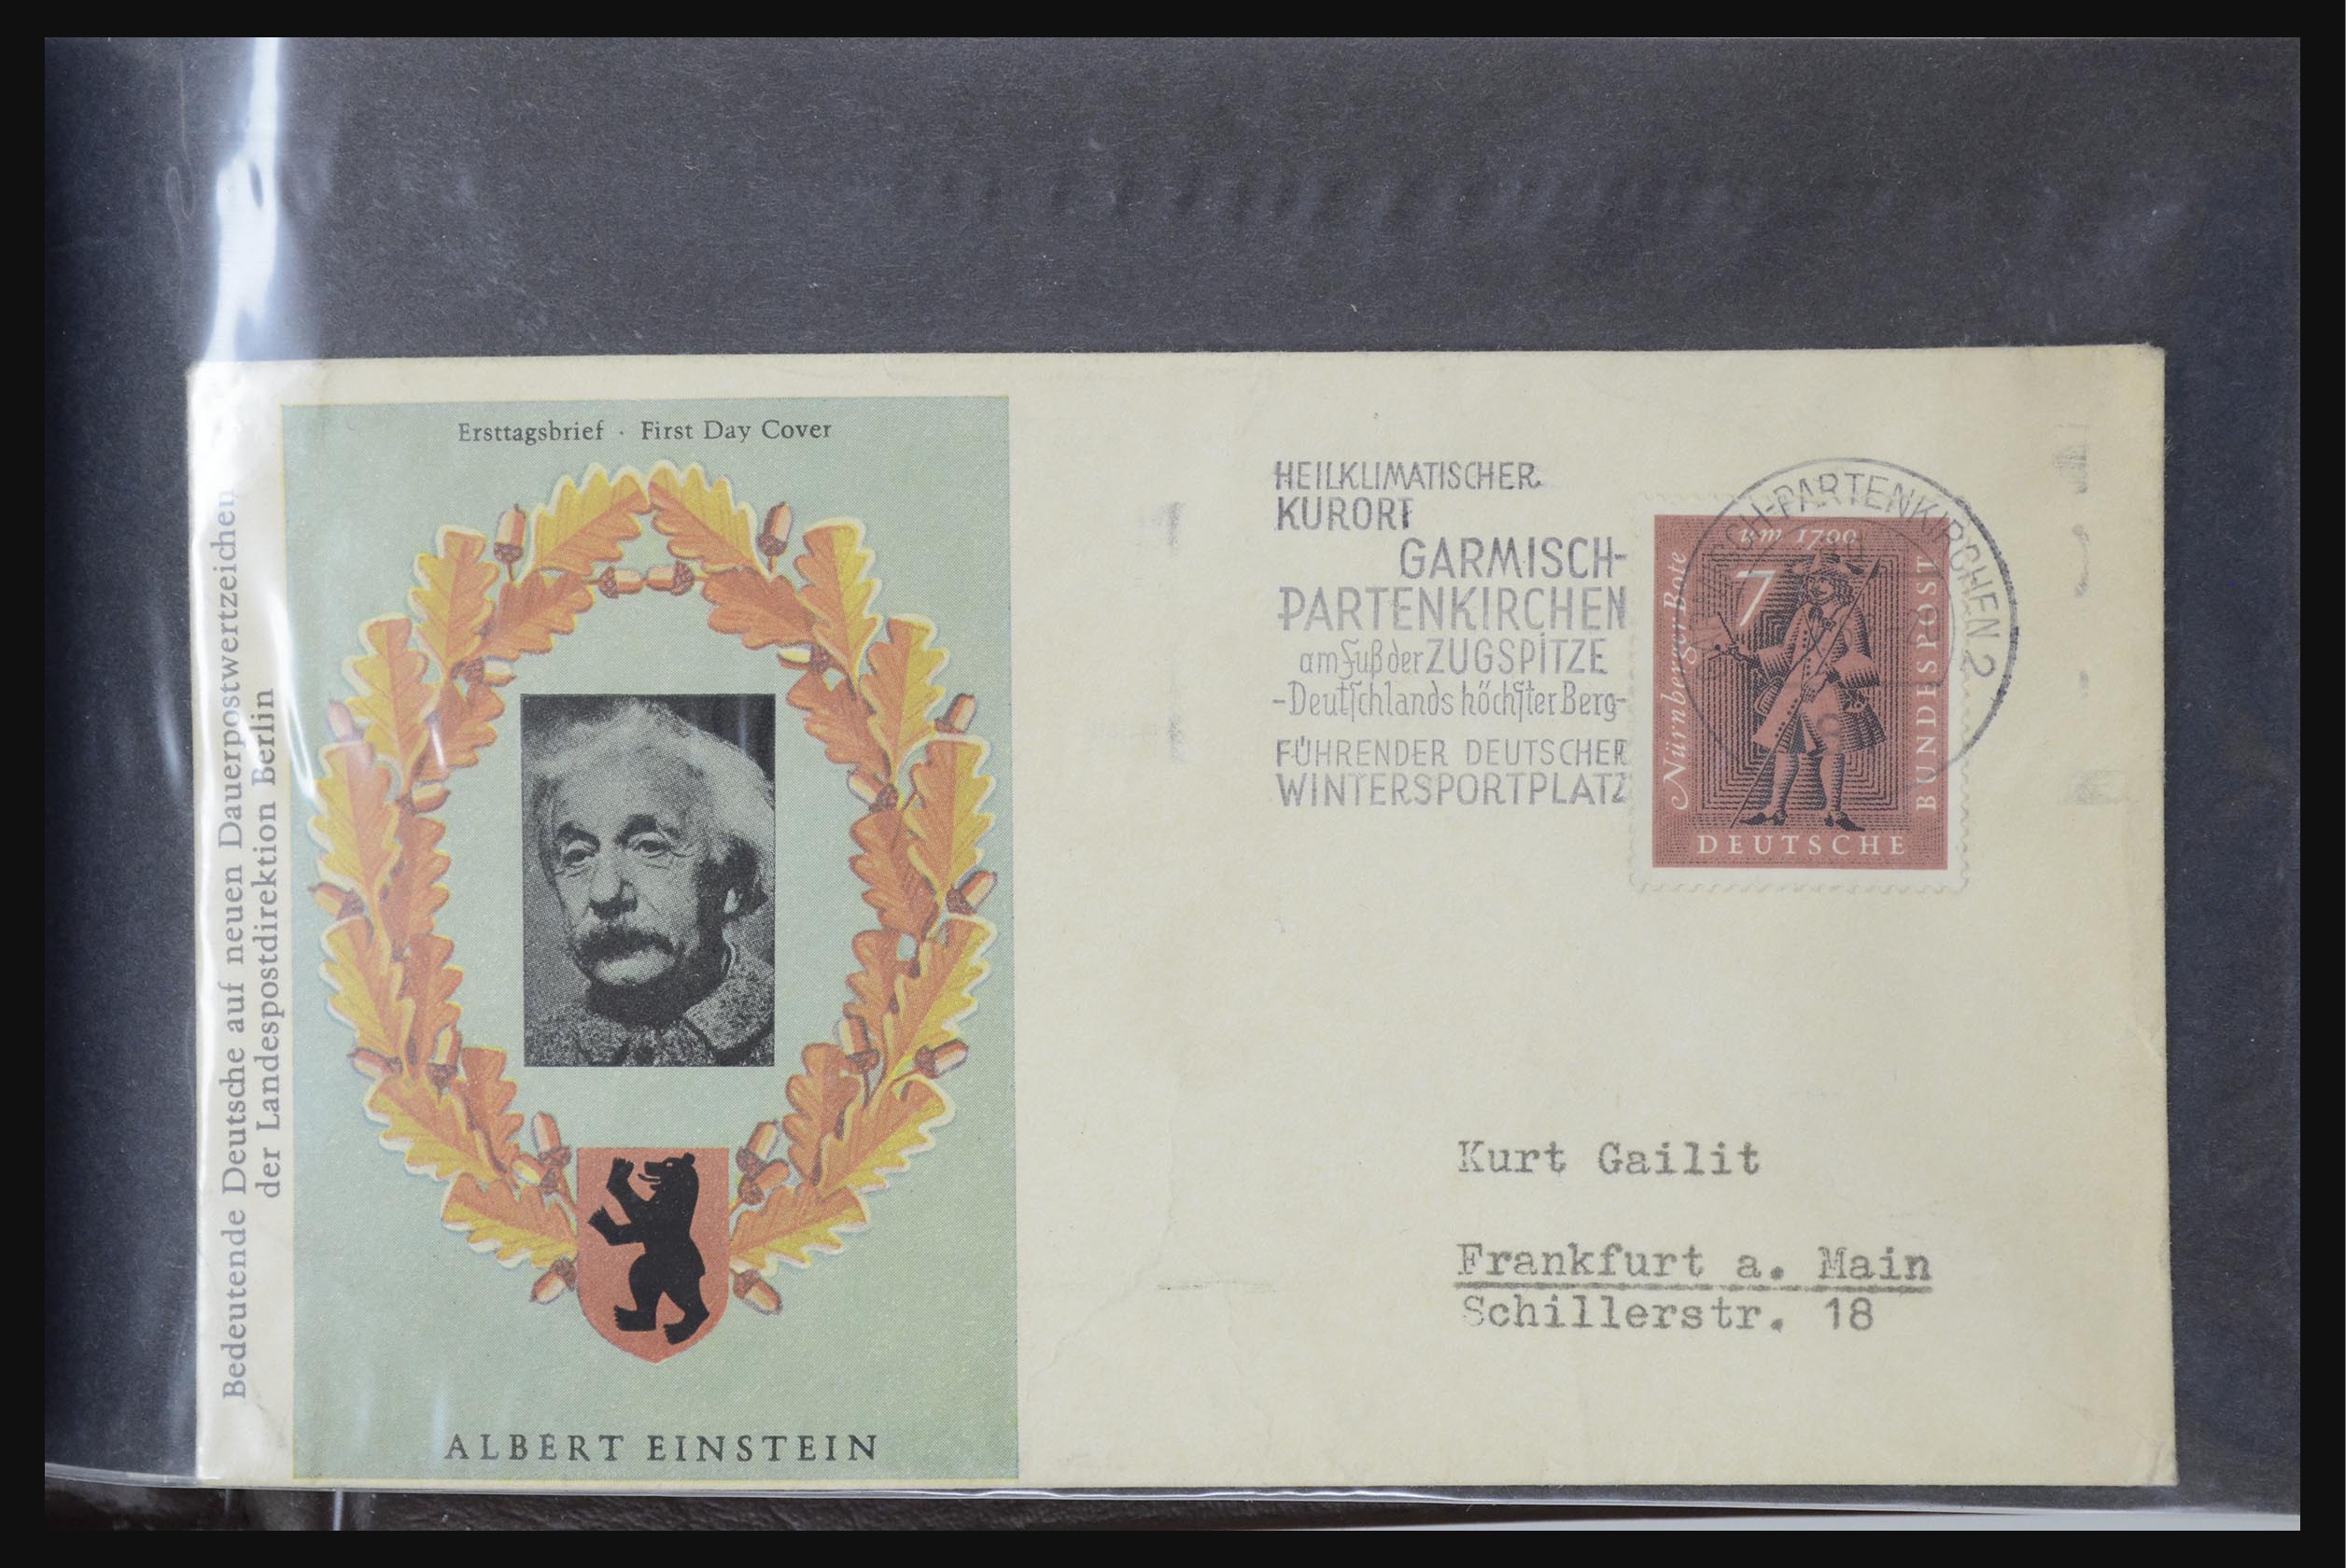 Bedeutende Deutsche auf neuen Dauerpostwertzeichen
der Landespostdirektion Berlin
Ersttagsbrief · First Day Cover
ALBERT EINSTEIN
HEILKLIMATISCHER
KURORT
GARMISCH-
PARTENKIRCHEN
am Fuß der ZUGSPITZE
-Deutſchlands höchſter Berg-
FÜHRENDER DEUTSCHER
WINTERSPORTPLATZ
SCH-PARTENKIRCHEN 2
um 1700
7
Nürnberger Bote
BUNDESPOST
DEUTSCHE
Kurt Gailit
Frankfurt a. Main
Schillerstr. 18